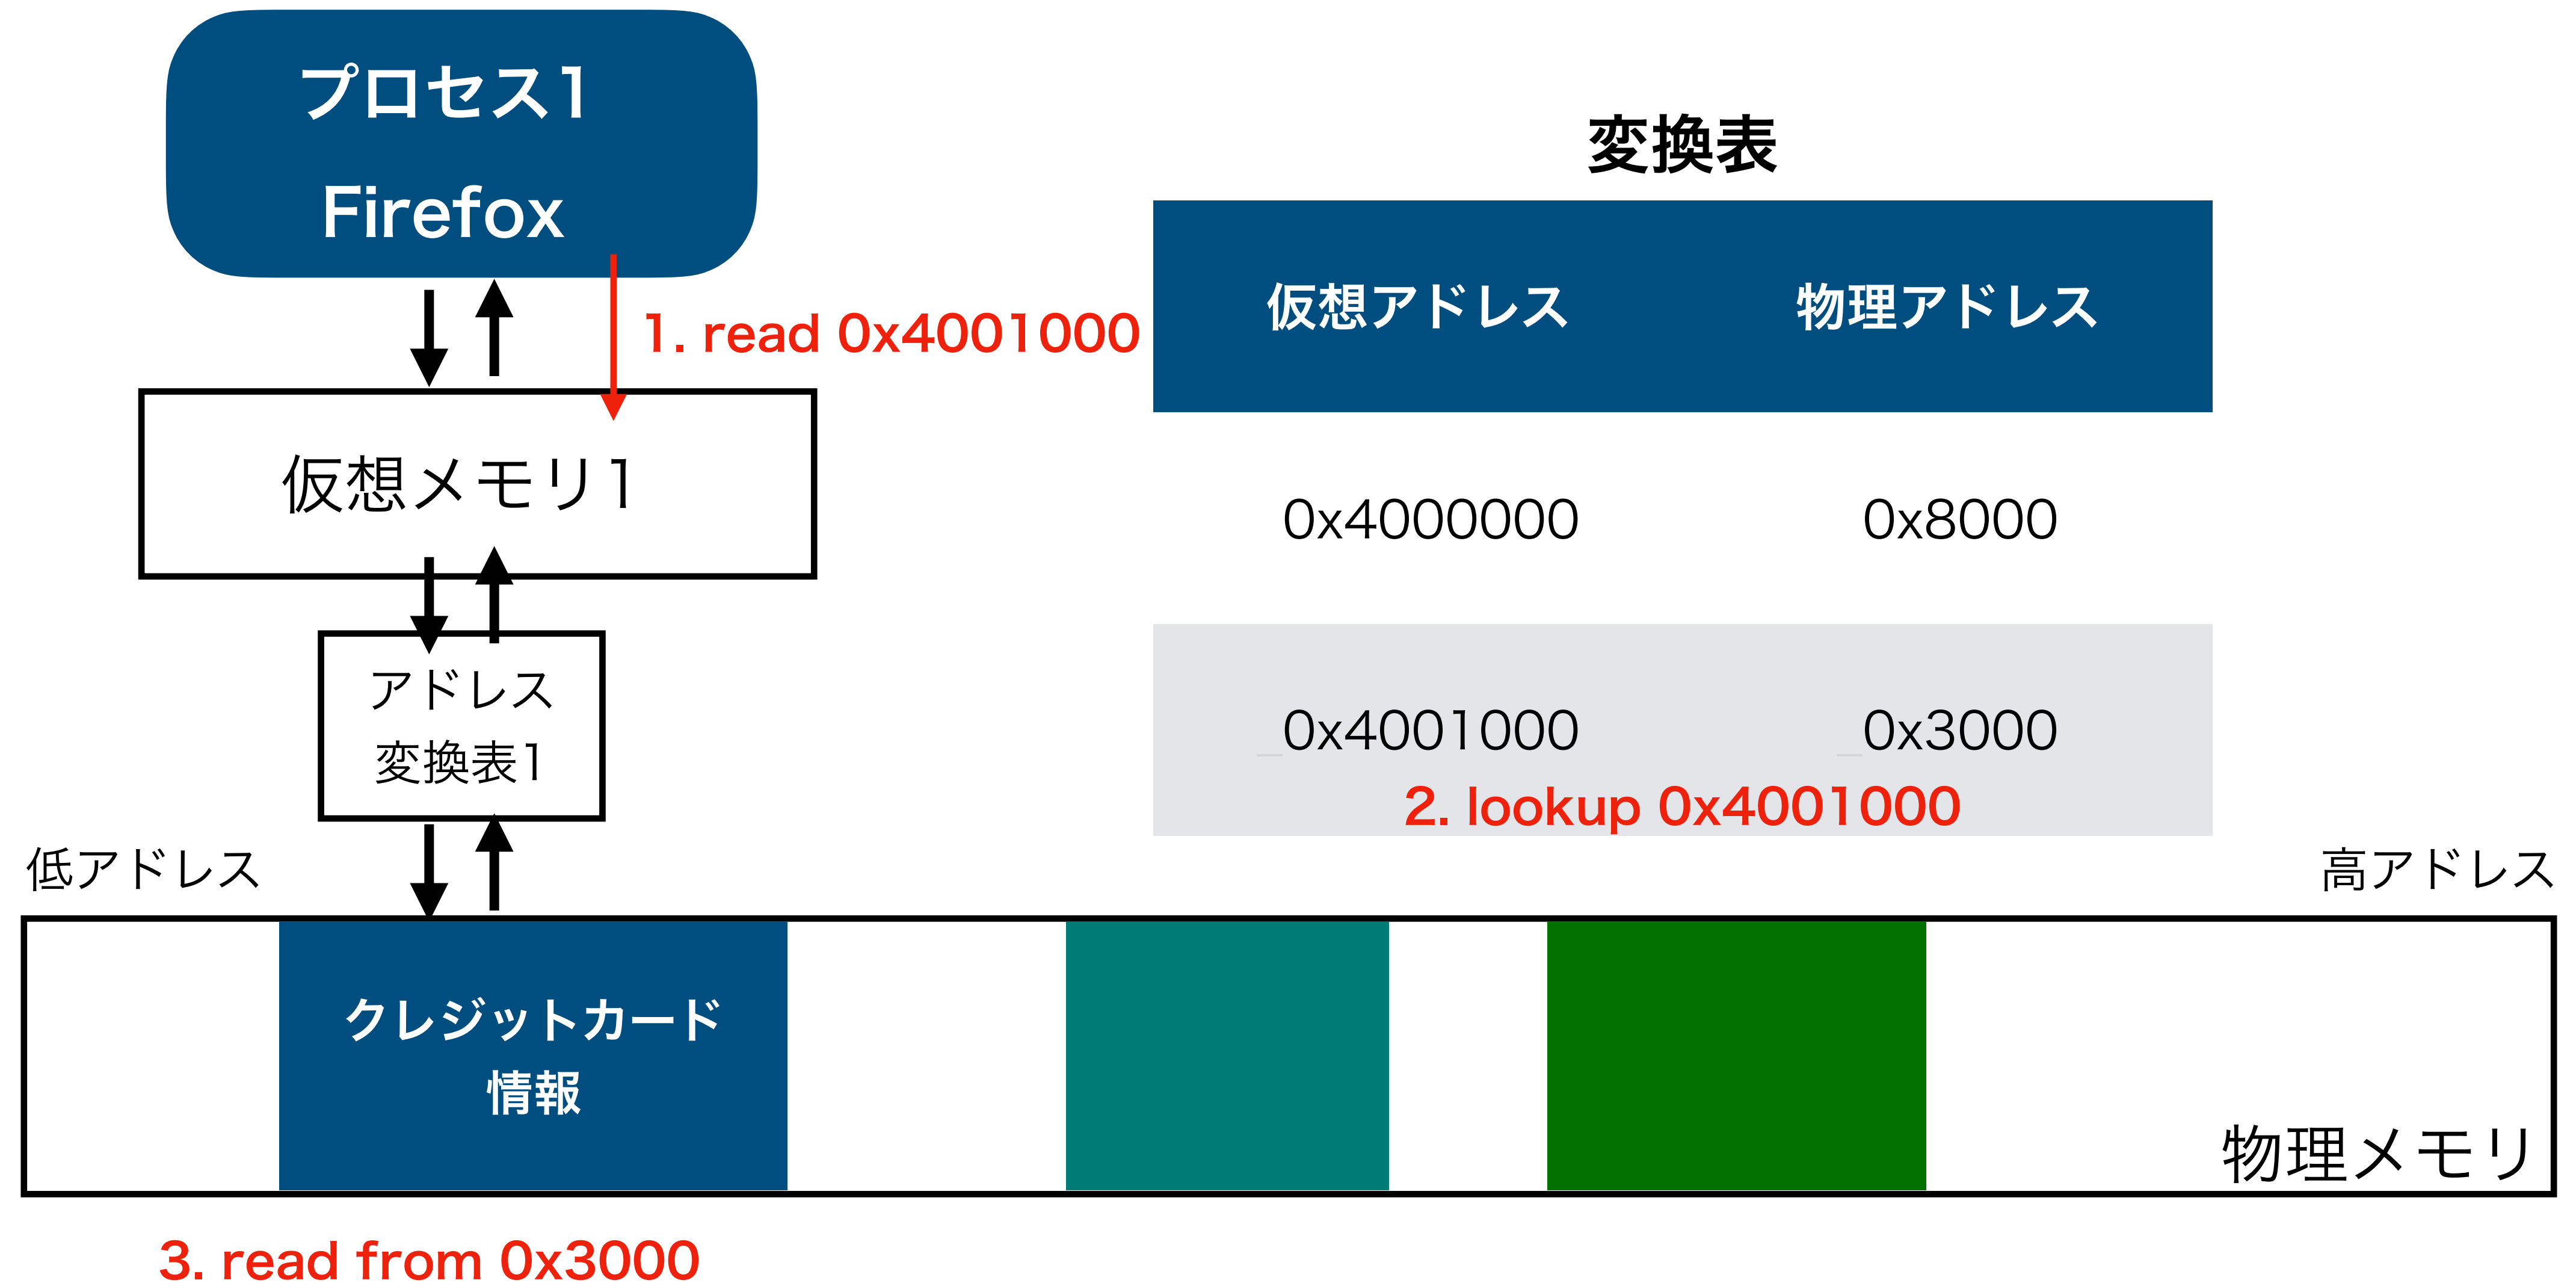 プロセス1
Firefox
1. read 0x4001000
仮想メモリ1
アドレス
変換表1
変換表
仮想アドレス 物理アドレス
0x4000000 0x8000
_0x4001000 _0x3000
2. lookup 0x4001000
低アドレス
高アドレス
クレジットカード
情報
物理メモリ
3. read from 0x3000